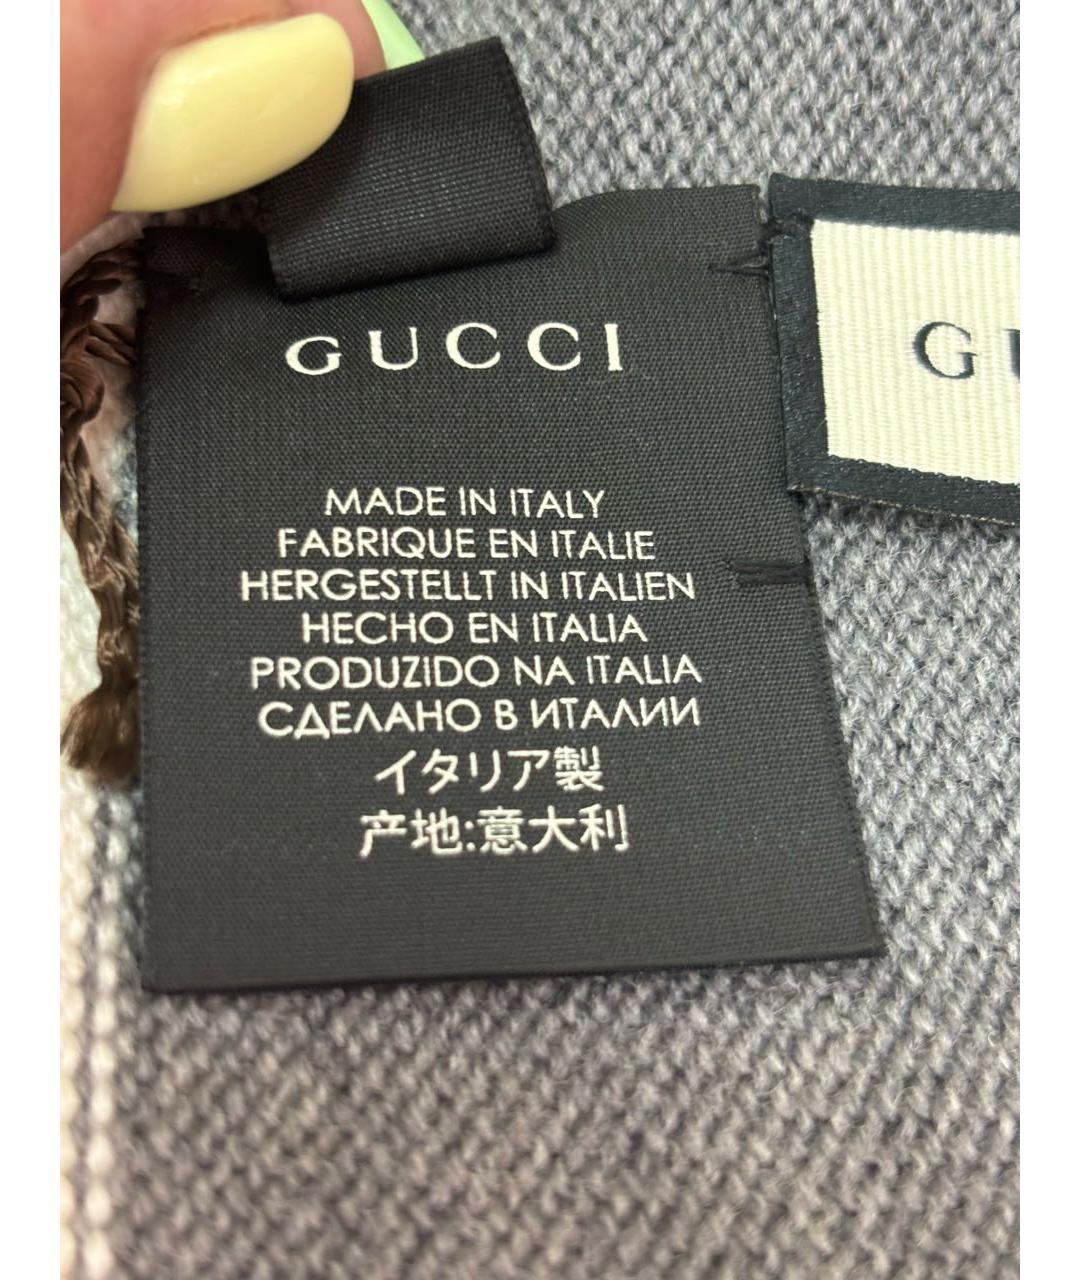 GUCCI
MADE IN ITALY
FABRIQUE EN ITALIE
HERGESTELLT IN ITALIEN
HECHO EN ITALIA
PRODUZIDO NA ITALIA
СДЕЛАНО В ИТАЛИИ
イタリア製
产地:意大利